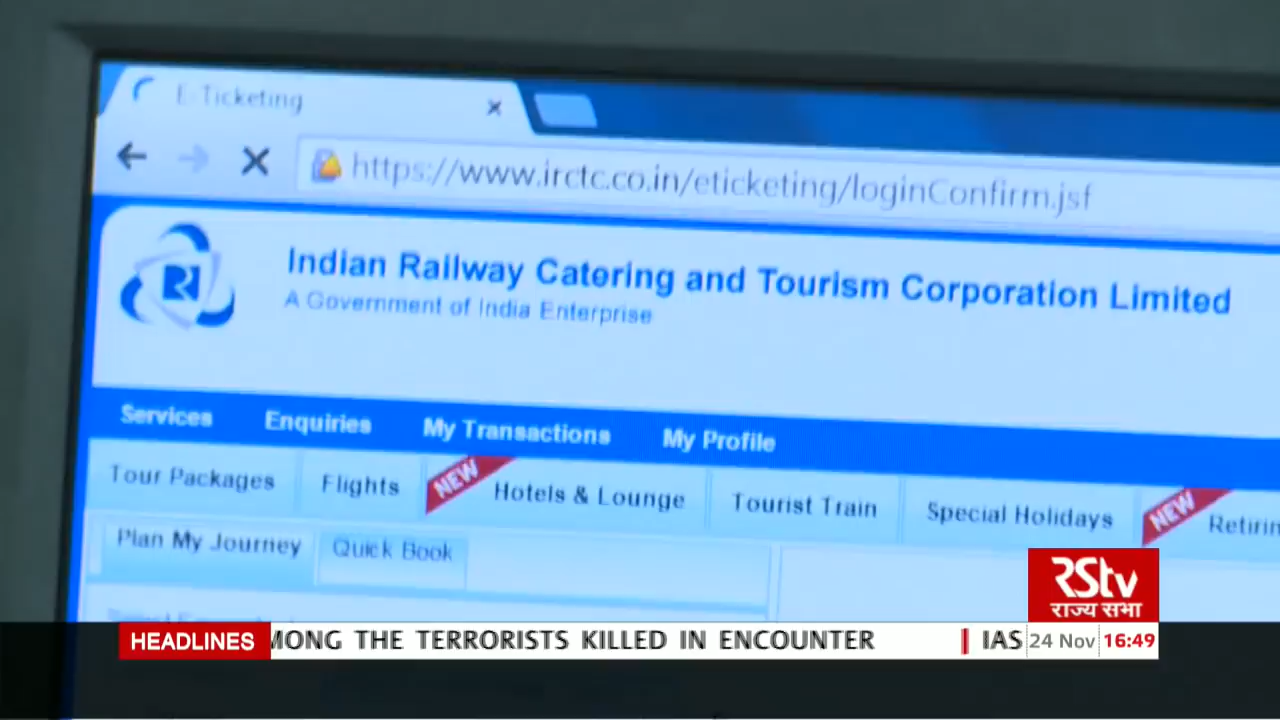 E-Ticketing
https://www.irctc.co.in/eticketing/loginConfirm.jsf
Indian Railway Catering and Tourism Corporation Limited
A Government of India Enterprise
Services Enquiries My Transactions My Profile
Tour Packages Flights NEW Hotels & Lounge Tourist Train Special Holidays NEW
Plan My Journey Quick Book
RStv
राज्य सभा
HEADLINES MONG THE TERRORISTS KILLED IN ENCOUNTER | IAS 24 Nov 16:49